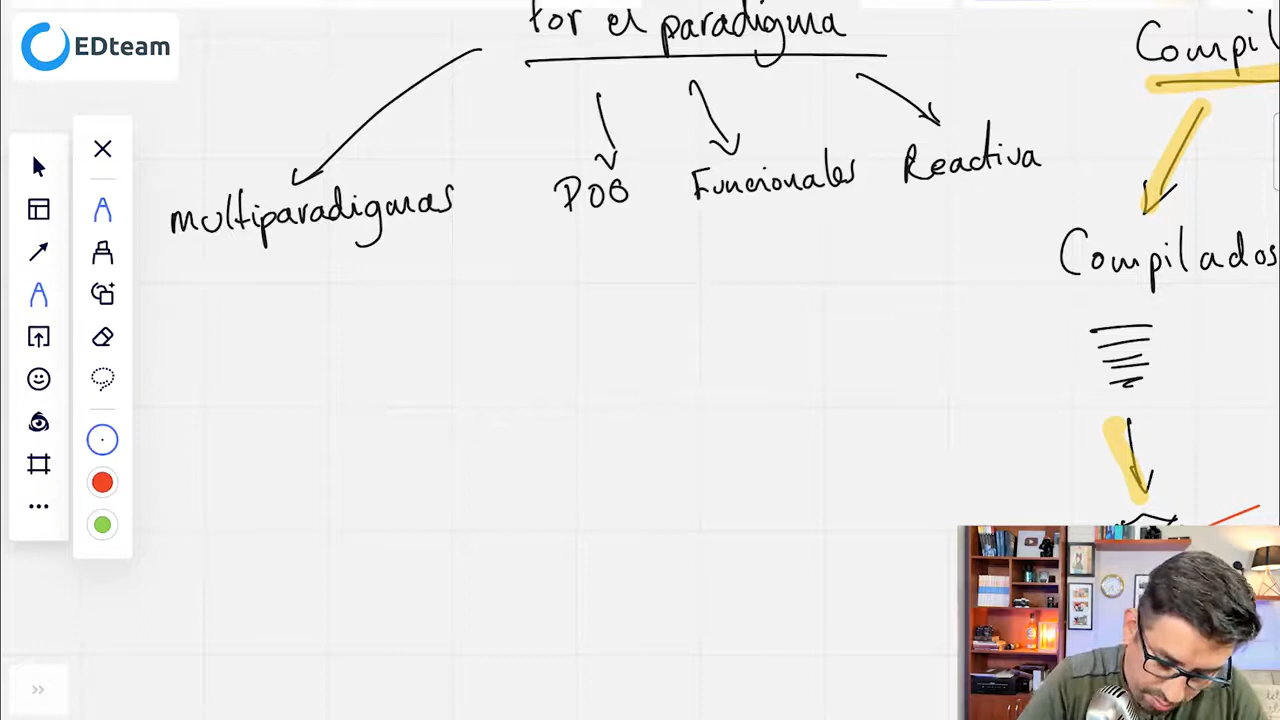 EDteam
Por el paradigma
Compil
multiparadigmas
POO
Funcionales
Reactiva
Compilados